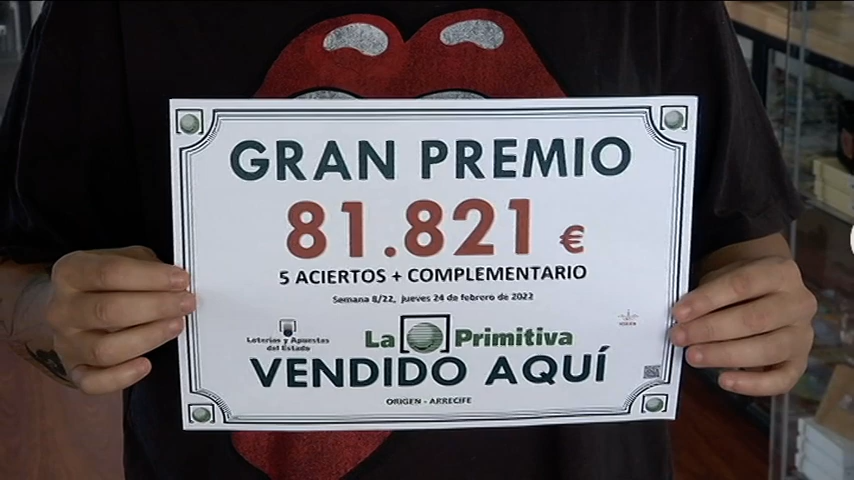 GRAN PREMIO
81.821 €
5 ACIERTOS + COMPLEMENTARIO
Semana 8/22, jueves 24 de febrero de 2022
Loterías y Apuestas
del Estado
La Primitiva
VENDIDO AQUÍ
ORIGEN - ARRECIFE